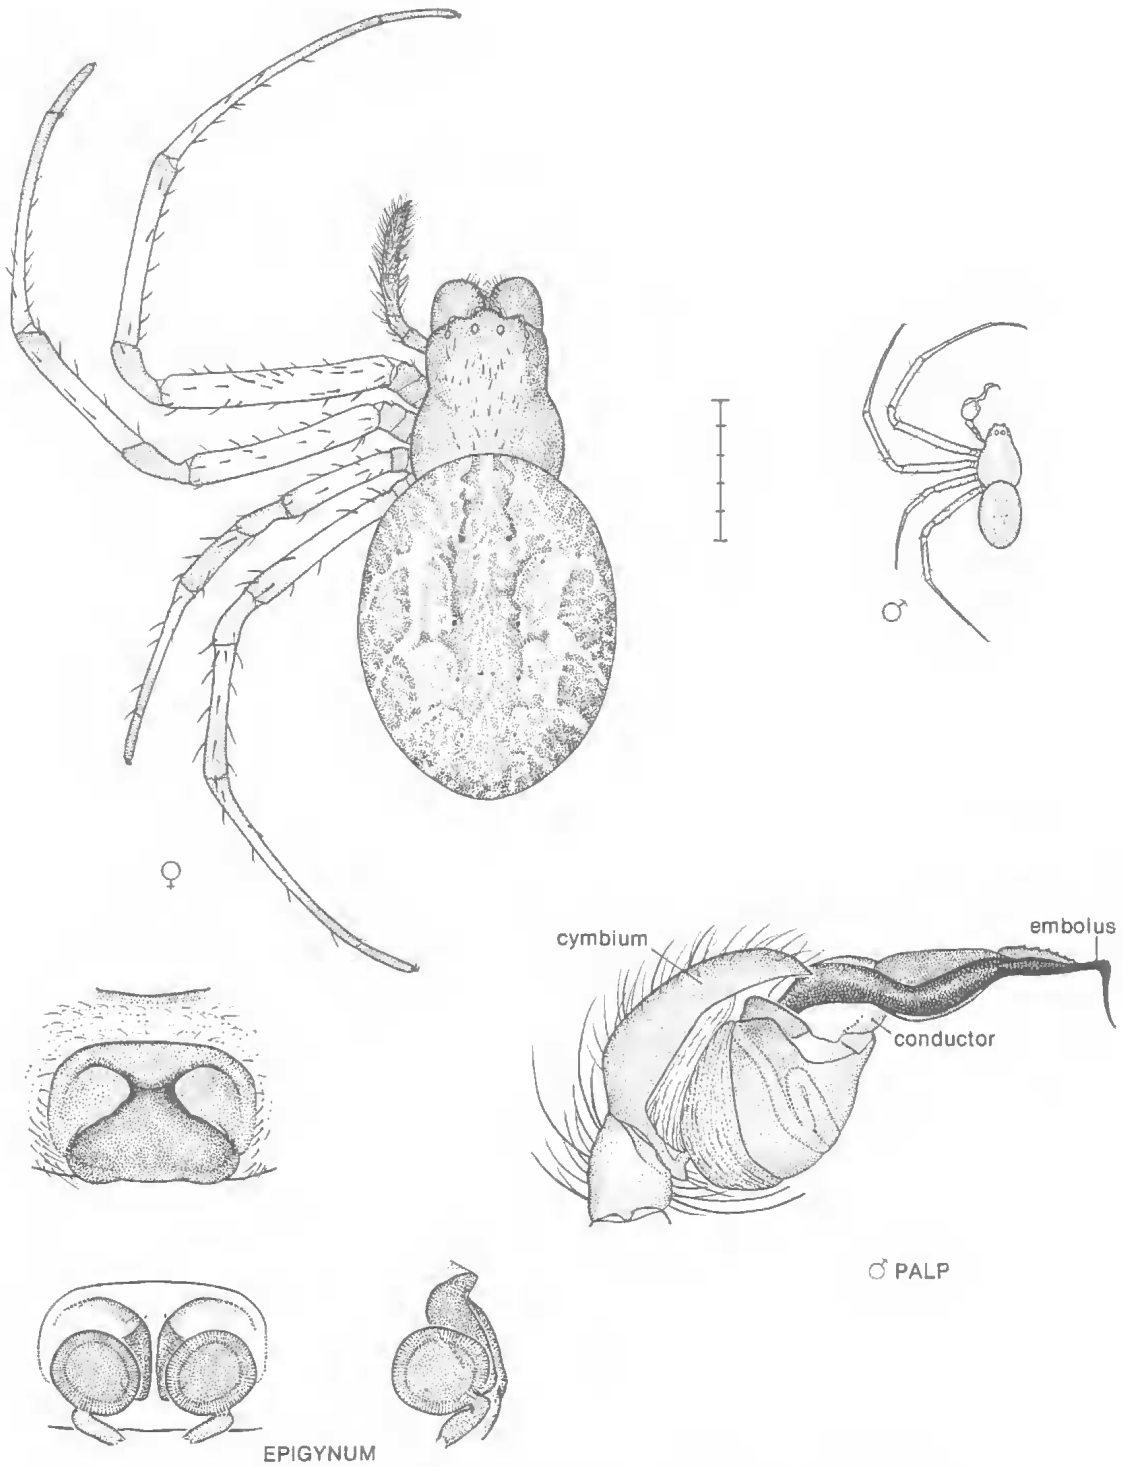 ♂
♀
cymbium
embolus
conductor
♂ PALP
EPIGYNUM